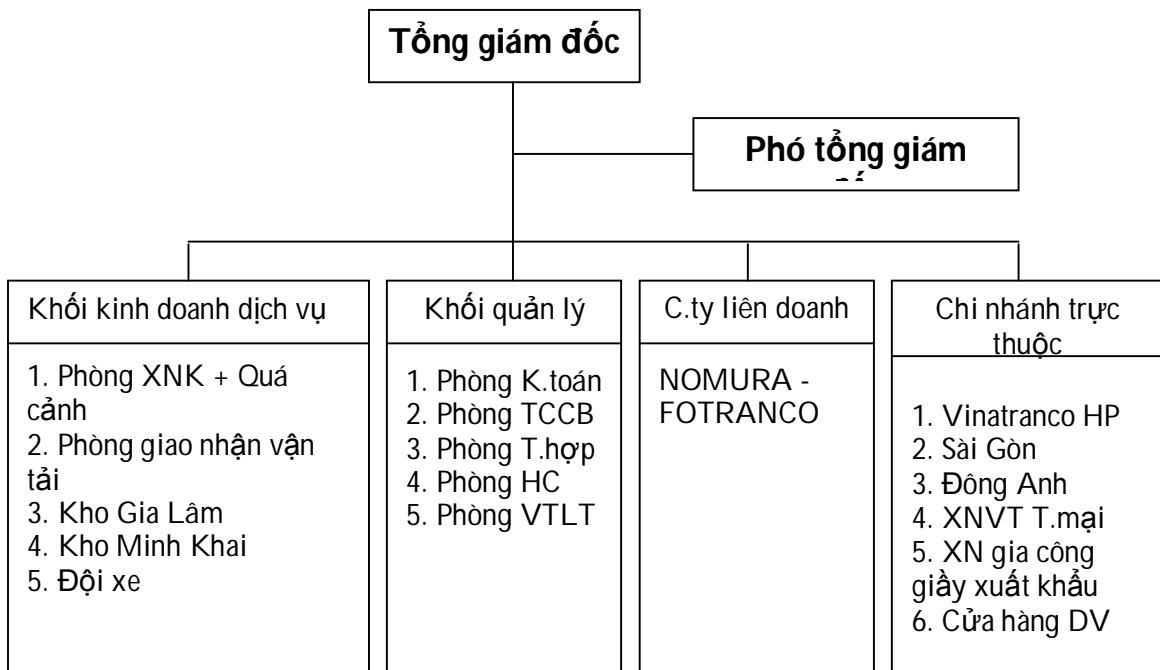 Tổng giám đốc
Phó tổng giám
Khối kinh doanh dịch vụ
1. Phòng XNK + Quá
cảnh
2. Phòng giao nhận vận
tải
3. Kho Gia Lâm
4. Kho Minh Khai
5. Đội xe
Khối quản lý
1. Phòng K.toán
2. Phòng TCCB
3. Phòng T.hợp
4. Phòng HC
5. Phòng VTLT
C.ty liên doanh
NOMURA -
FOTRANCO
Chi nhánh trực
thuộc
1. Vinatranco HP
2. Sài Gòn
3. Đông Anh
4. XNVT T.mại
5. XN gia công
giầy xuất khẩu
6. Cửa hàng DV